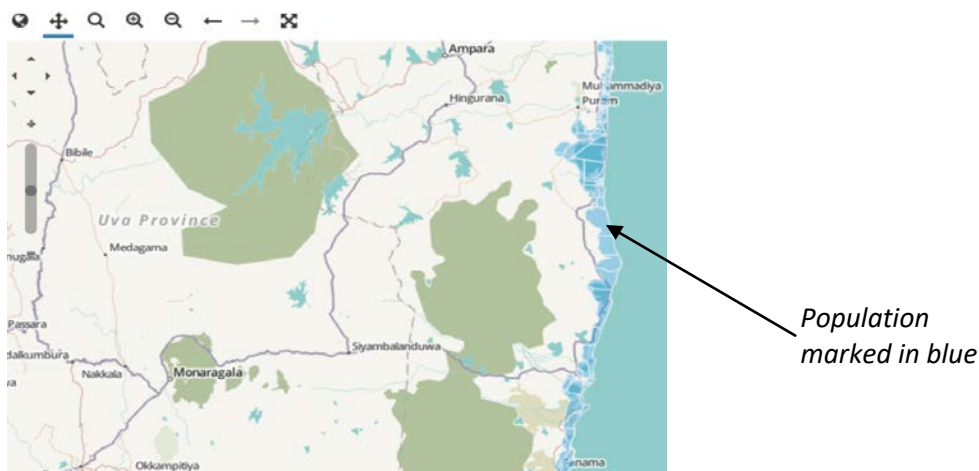 Ampara
Muhammadiya
Puram
Hingurana
Bibile
Uva Province
Medagama
Passara
Siyambalanduwa
Nakkala
Monaragala
Okkampitiya
Population
marked in blue